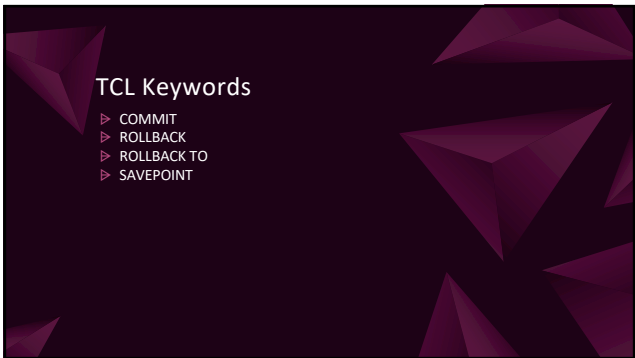 TCL Keywords
COMMIT
ROLLBACK
ROLLBACK TO
SAVEPOINT